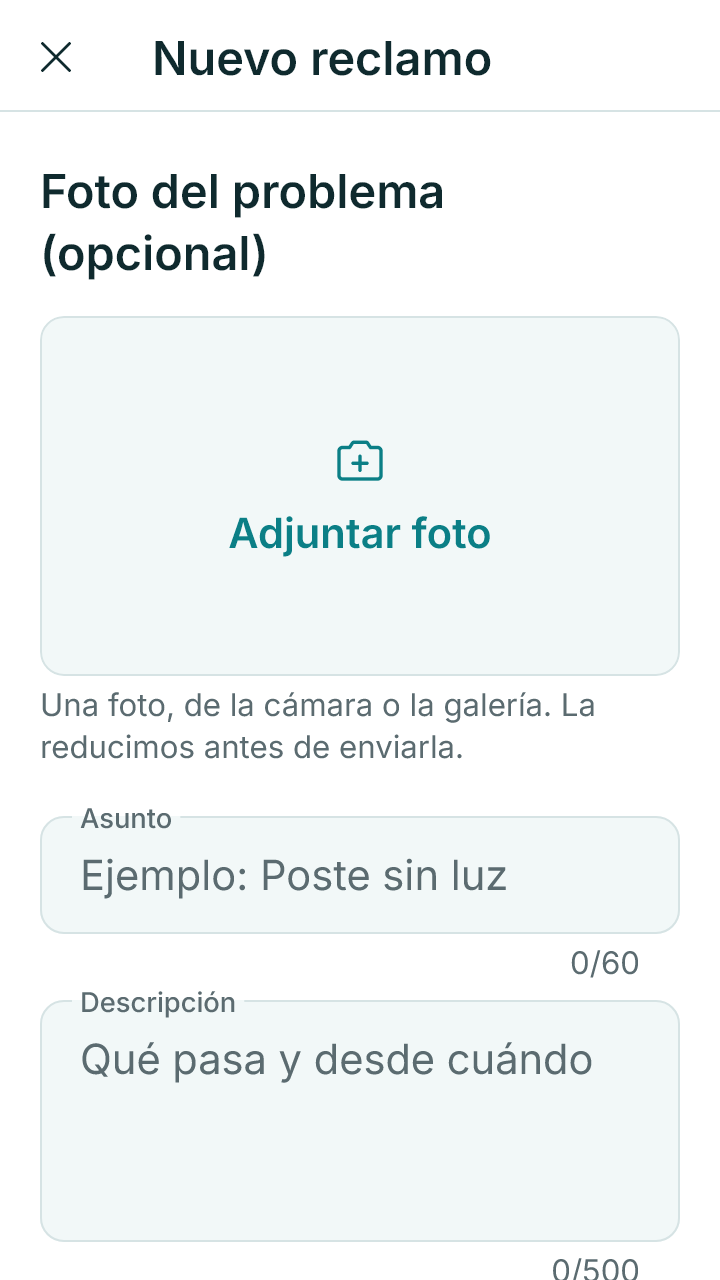 Nuevo reclamo
Foto del problema
(opcional)
Adjuntar foto
Una foto, de la cámara o la galería. La
reducimos antes de enviarla.
Asunto
Ejemplo: Poste sin luz
0/60
Descripción
Qué pasa y desde cuándo
0/500